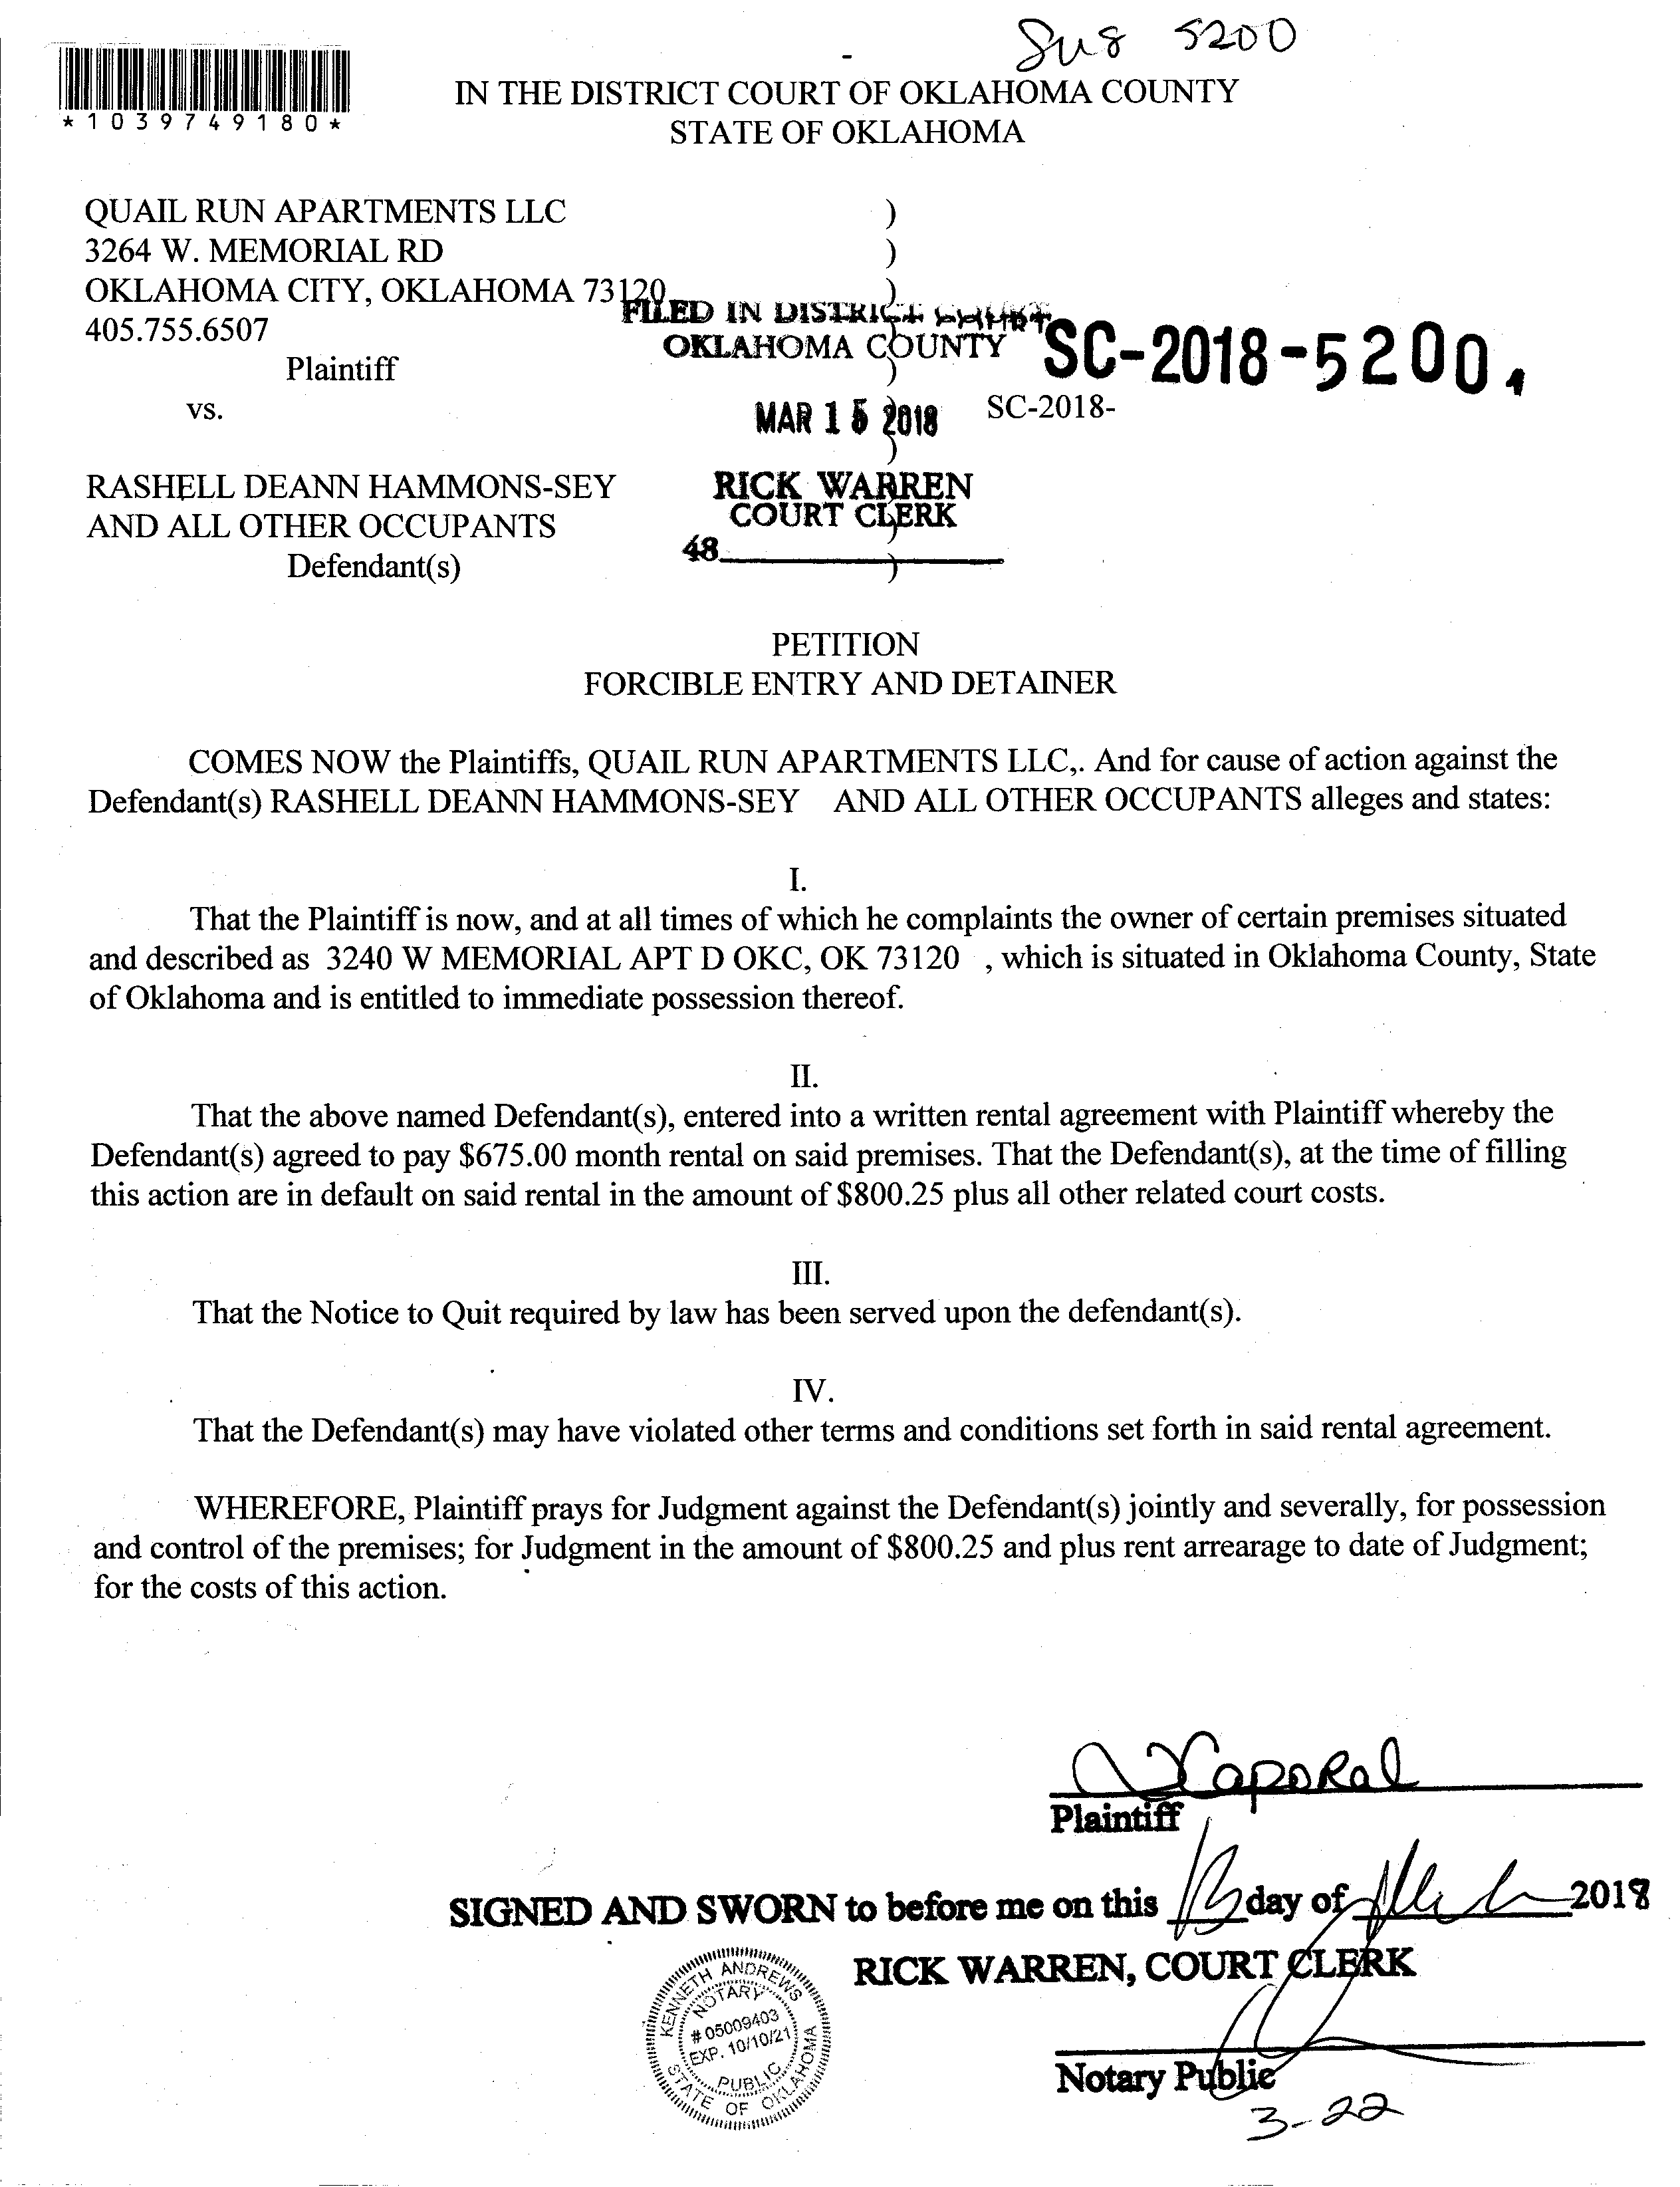 5200
*1039749180*
IN THE DISTRICT COURT OF OKLAHOMA COUNTY
STATE OF OKLAHOMA
QUAIL RUN APARTMENTS LLC )
3264 W. MEMORIAL RD )
OKLAHOMA CITY, OKLAHOMA 73120 )
FILED IN DISTRICT COURT
405.755.6507
OKLAHOMA COUNTY SC-2018-5200
Plaintiff )
vs. MAR 15 2018 SC-2018-
)
RASHELL DEANN HAMMONS-SEY RICK WARREN
AND ALL OTHER OCCUPANTS COURT CLERK
48
Defendant(s) )
PETITION
FORCIBLE ENTRY AND DETAINER
COMES NOW the Plaintiffs, QUAIL RUN APARTMENTS LLC,. And for cause of action against the
Defendant(s) RASHELL DEANN HAMMONS-SEY AND ALL OTHER OCCUPANTS alleges and states:
I.
That the Plaintiff is now, and at all times of which he complaints the owner of certain premises situated
and described as 3240 W MEMORIAL APT D OKC, OK 73120 , which is situated in Oklahoma County, State
of Oklahoma and is entitled to immediate possession thereof.
II.
That the above named Defendant(s), entered into a written rental agreement with Plaintiff whereby the
Defendant(s) agreed to pay $675.00 month rental on said premises. That the Defendant(s), at the time of filling
this action are in default on said rental in the amount of $800.25 plus all other related court costs.
III.
That the Notice to Quit required by law has been served upon the defendant(s).
IV.
That the Defendant(s) may have violated other terms and conditions set forth in said rental agreement.
WHEREFORE, Plaintiff prays for Judgment against the Defendant(s) jointly and severally, for possession
and control of the premises; for Judgment in the amount of $800.25 and plus rent arrearage to date of Judgment;
for the costs of this action.
Caporal
Plaintiff
SIGNED AND SWORN to before me on this day of 2018
RICK WARREN, COURT CLERK
KENNETH ANDREWS
NOTARY
# 05009403
EXP. 10/10/21
PUBLIC
STATE OF OKLAHOMA
Notary Public
3-22